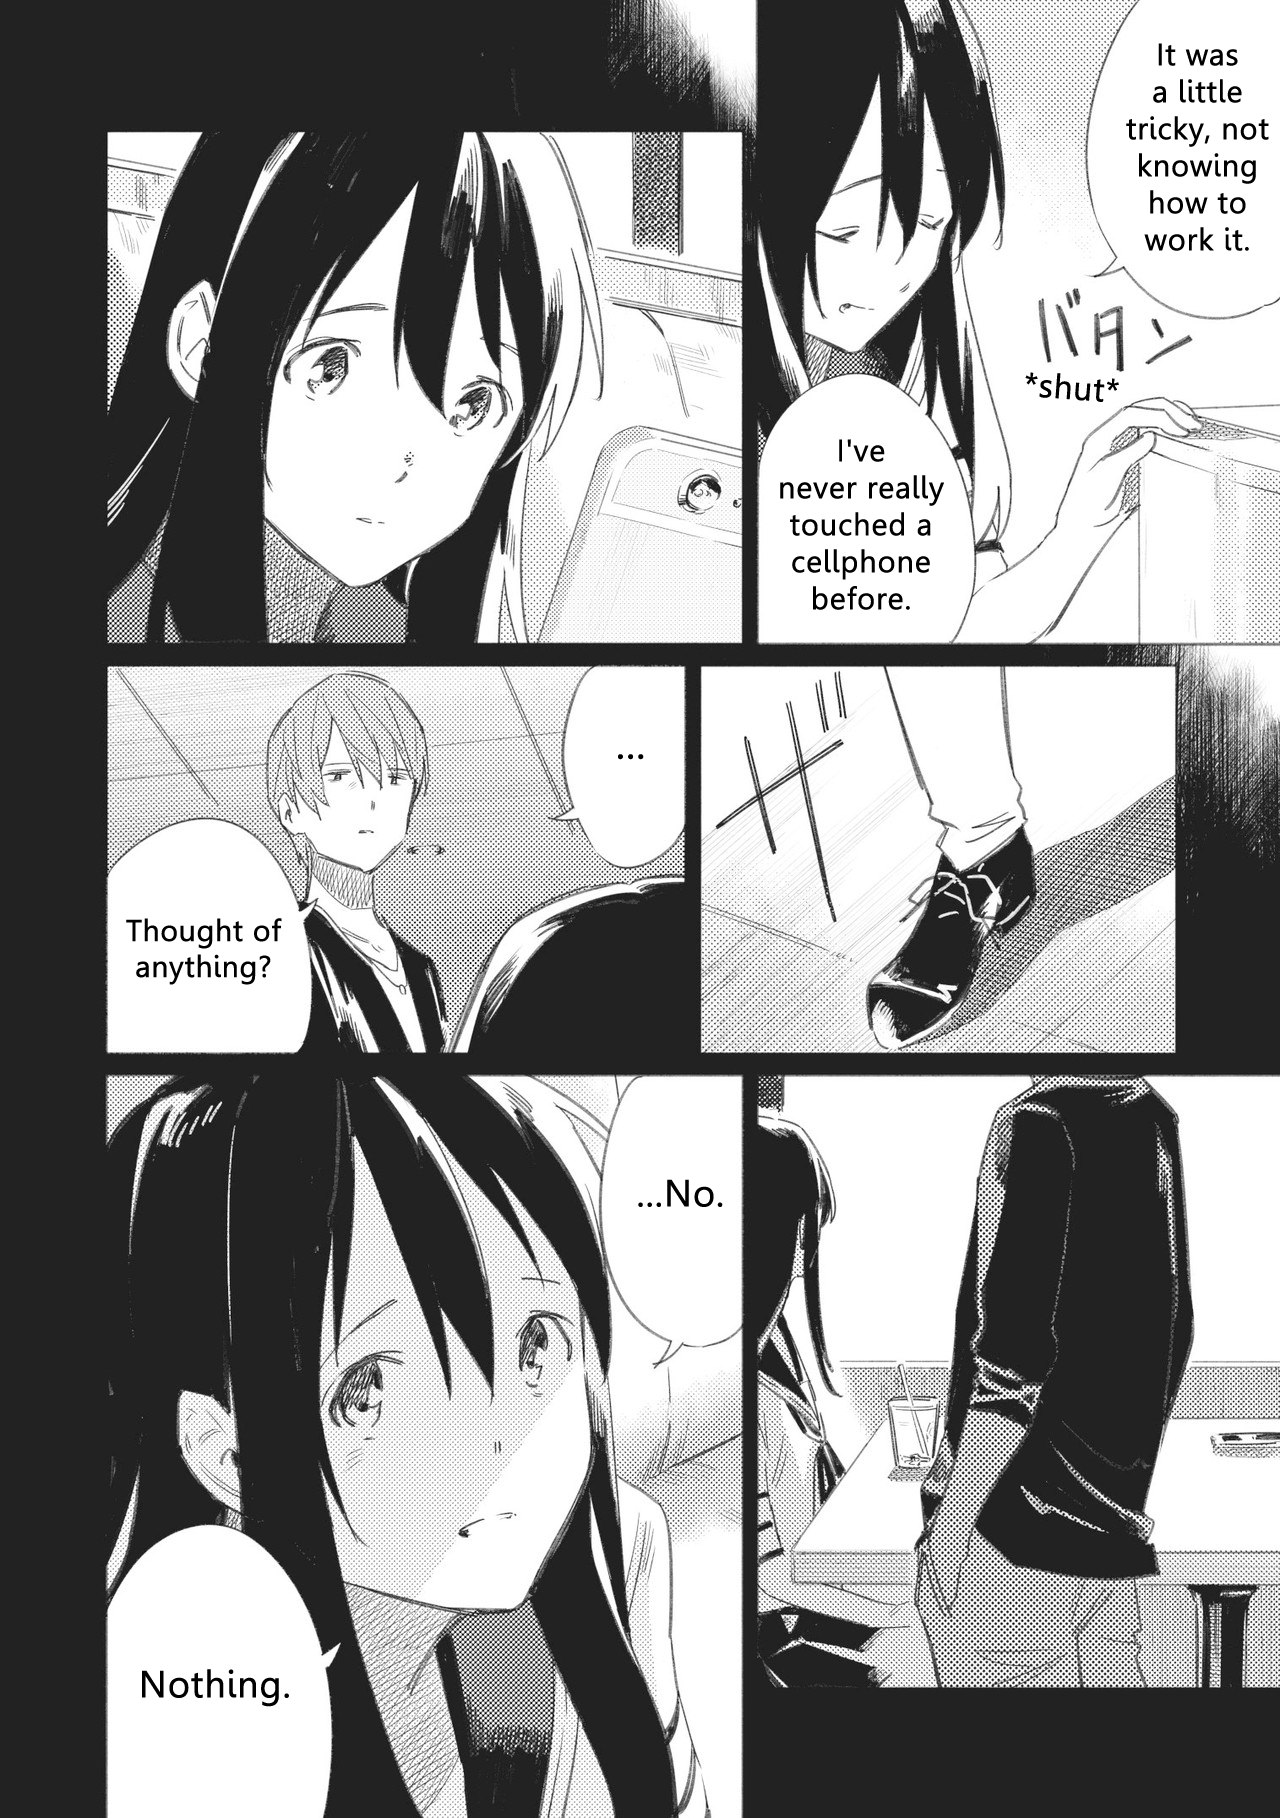 It was
a little
tricky, not
knowing
how to
work it.
バタン
*shut*
I've
never really
touched a
cellphone
before.
サ
...
Thought of
anything?
...No.
Nothing.